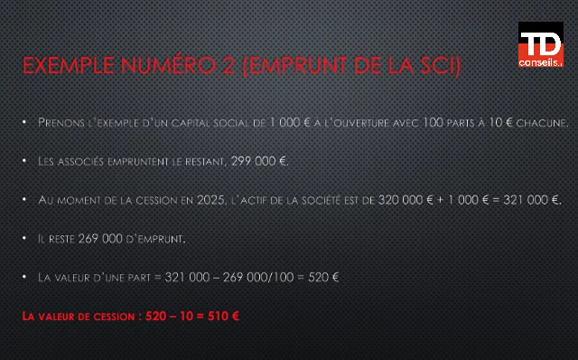 TD
conseils.
EXEMPLE NUMÉRO 2 (EMPRUNT DE LA SCI)
• PRENONS L'EXEMPLE D'UN CAPITAL SOCIAL DE 1 000 € À L'OUVERTURE AVEC 100 PARTS À 10 € CHACUNE.
• LES ASSOCIÉS EMPRUNTENT LE RESTANT, 299 000 €.
• AU MOMENT DE LA CESSION EN 2025, L'ACTIF DE LA SOCIÉTÉ EST DE 320 000 € + 1 000 € = 321 000 €.
• IL RESTE 269 000 D'EMPRUNT.
• LA VALEUR D'UNE PART = 321 000 – 269 000/100 = 520 €
LA VALEUR DE CESSION : 520 – 10 = 510 €